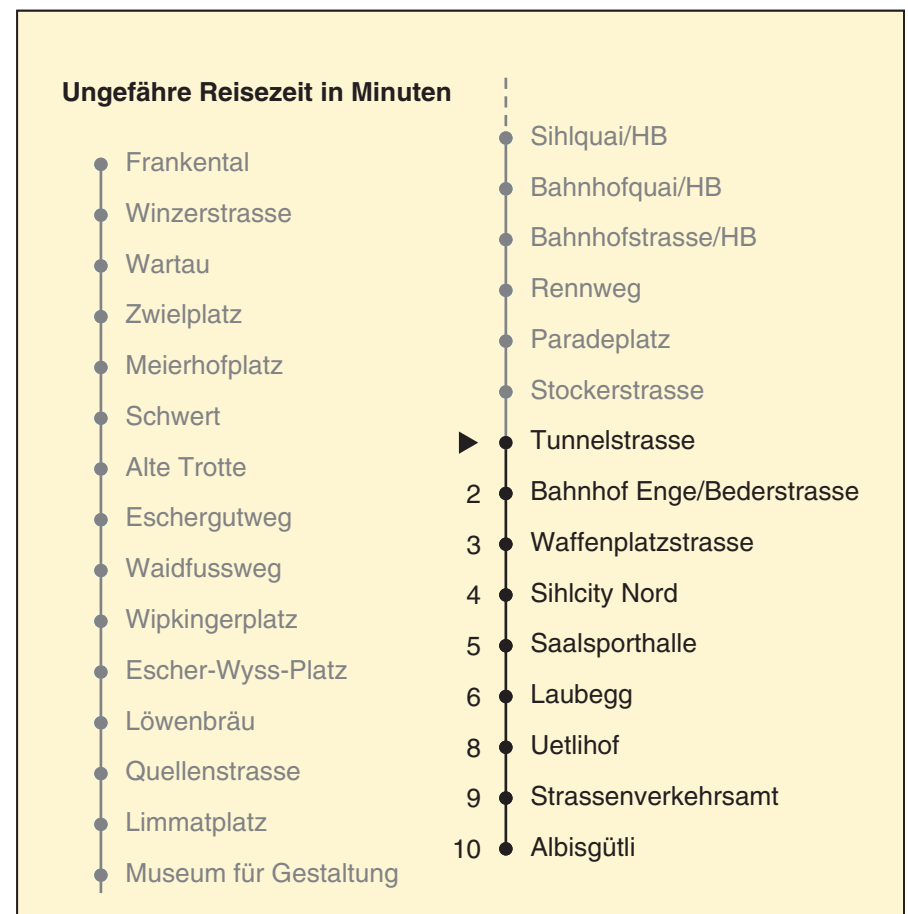 Ungefähre Reisezeit in Minuten
Frankental
Winzerstrasse
Wartau
Zwielplatz
Meierhofplatz
Schwert
Alte Trotte
Eschergutweg
Waidfussweg
Wipkingerplatz
Escher-Wyss-Platz
Löwenbräu
Quellenstrasse
Limmatplatz
Museum für Gestaltung
Sihlquai/HB
Bahnhofquai/HB
Bahnhofstrasse/HB
Rennweg
Paradeplatz
Stockerstrasse
Tunnelstrasse
2 Bahnhof Enge/Bederstrasse
3 Waffenplatzstrasse
4 Sihlcity Nord
5 Saalsporthalle
6 Laubegg
8 Uetlihof
9 Strassenverkehrsamt
10 Albisgütli